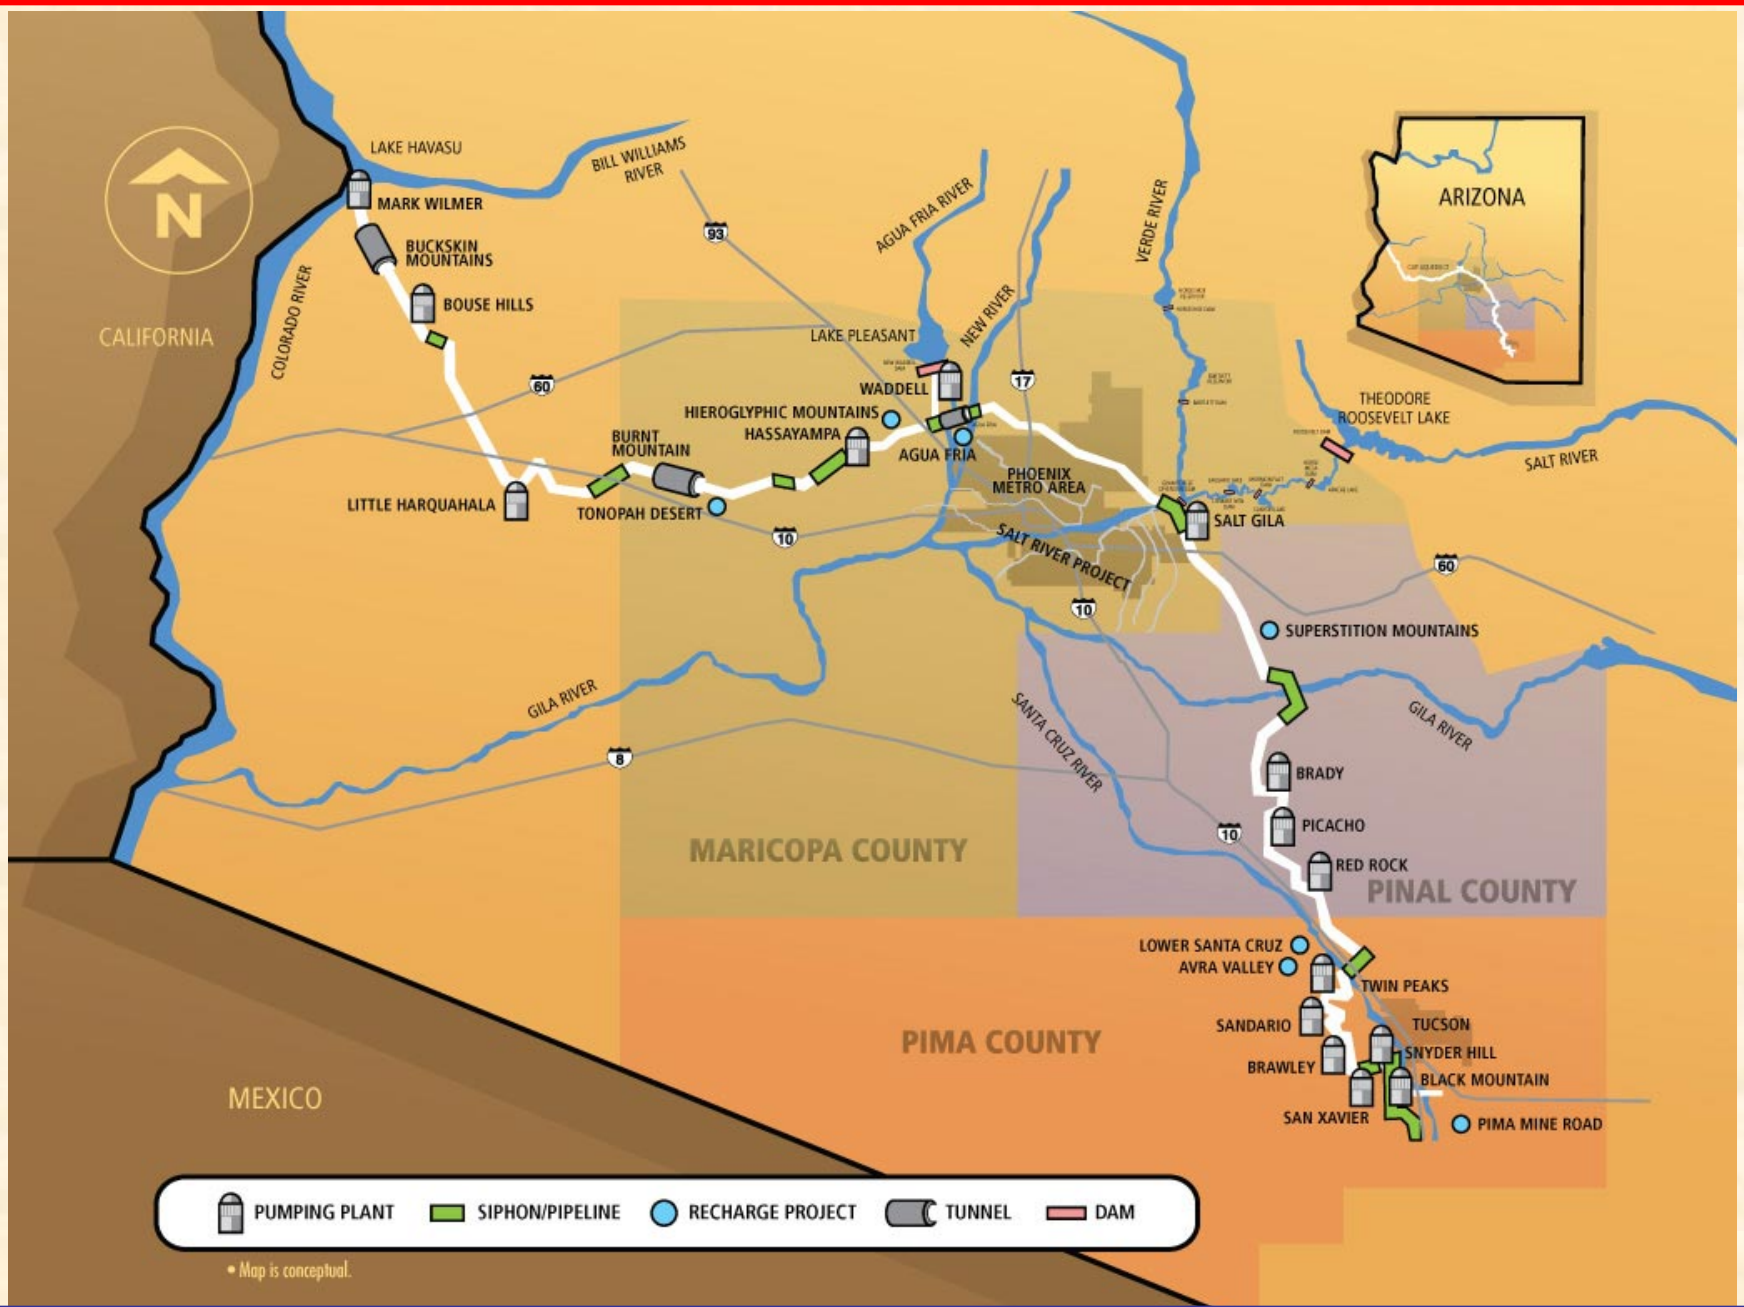 LAKE HAVASU
BILL WILLIAMS
RIVER
N
MARK WILMER
BUCKSKIN
MOUNTAINS
BOUSE HILLS
CALIFORNIA
COLORADO RIVER
93
AGUA FRIA RIVER
VERDE RIVER
ARIZONA
NEW RIVER
LAKE PLEASANT
60
17
WADDELL
HIEROGLYPHIC MOUNTAINS
HASSAYAMPA
AGUA FRIA
BURNT
MOUNTAIN
THEODORE
ROOSEVELT LAKE
SALT RIVER
PHOENIX
METRO AREA
LITTLE HARQUAHALA
TONOPAH DESERT
SALT GILA
10
SALT RIVER PROJECT
60
10
SUPERSTITION MOUNTAINS
GILA RIVER
SANTA CRUZ RIVER
GILA RIVER
8
BRADY
10
PICACHO
MARICOPA COUNTY
RED ROCK
PINAL COUNTY
LOWER SANTA CRUZ
AVRA VALLEY
TWIN PEAKS
SANDARIO
TUCSON
PIMA COUNTY
SNYDER HILL
BRAWLEY
BLACK MOUNTAIN
SAN XAVIER
PIMA MINE ROAD
MEXICO
PUMPING PLANT
SIPHON/PIPELINE
RECHARGE PROJECT
TUNNEL
DAM
• Map is conceptual.